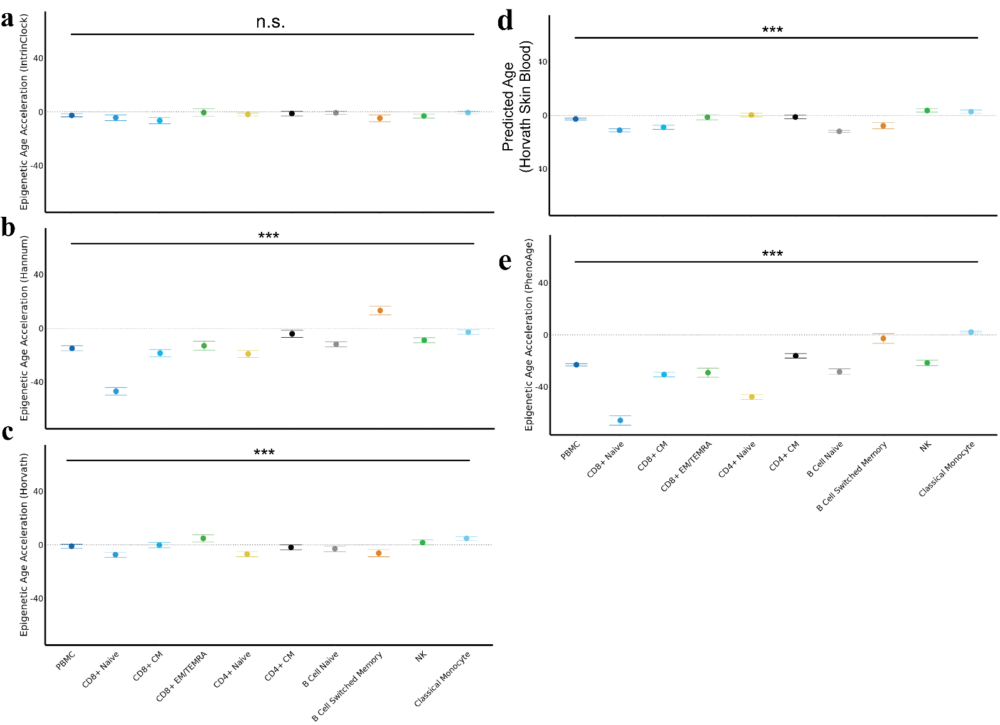 a
n.s.
Epigenetic Age Acceleration (IntrinClock)
40
0
-40
b
***
Epigenetic Age Acceleration (Hannum)
40
0
-40
c
***
Epigenetic Age Acceleration (Horvath)
40
0
-40
PBMC
CD8+ Naive
CD8+ CM
CD8+ EM/TEMRA
CD4+ Naive
CD4+ CM
B Cell Naive
B Cell Switched Memory
NK
Classical Monocyte
d
***
Predicted Age
(Horvath Skin Blood)
40
0
40
e
***
Epigenetic Age Acceleration (PhenoAge)
40
0
-40
PBMC
CD8+ Naive
CD8+ CM
CD8+ EM/TEMRA
CD4+ Naive
CD4+ CM
B Cell Naive
B Cell Switched Memory
NK
Classical Monocyte